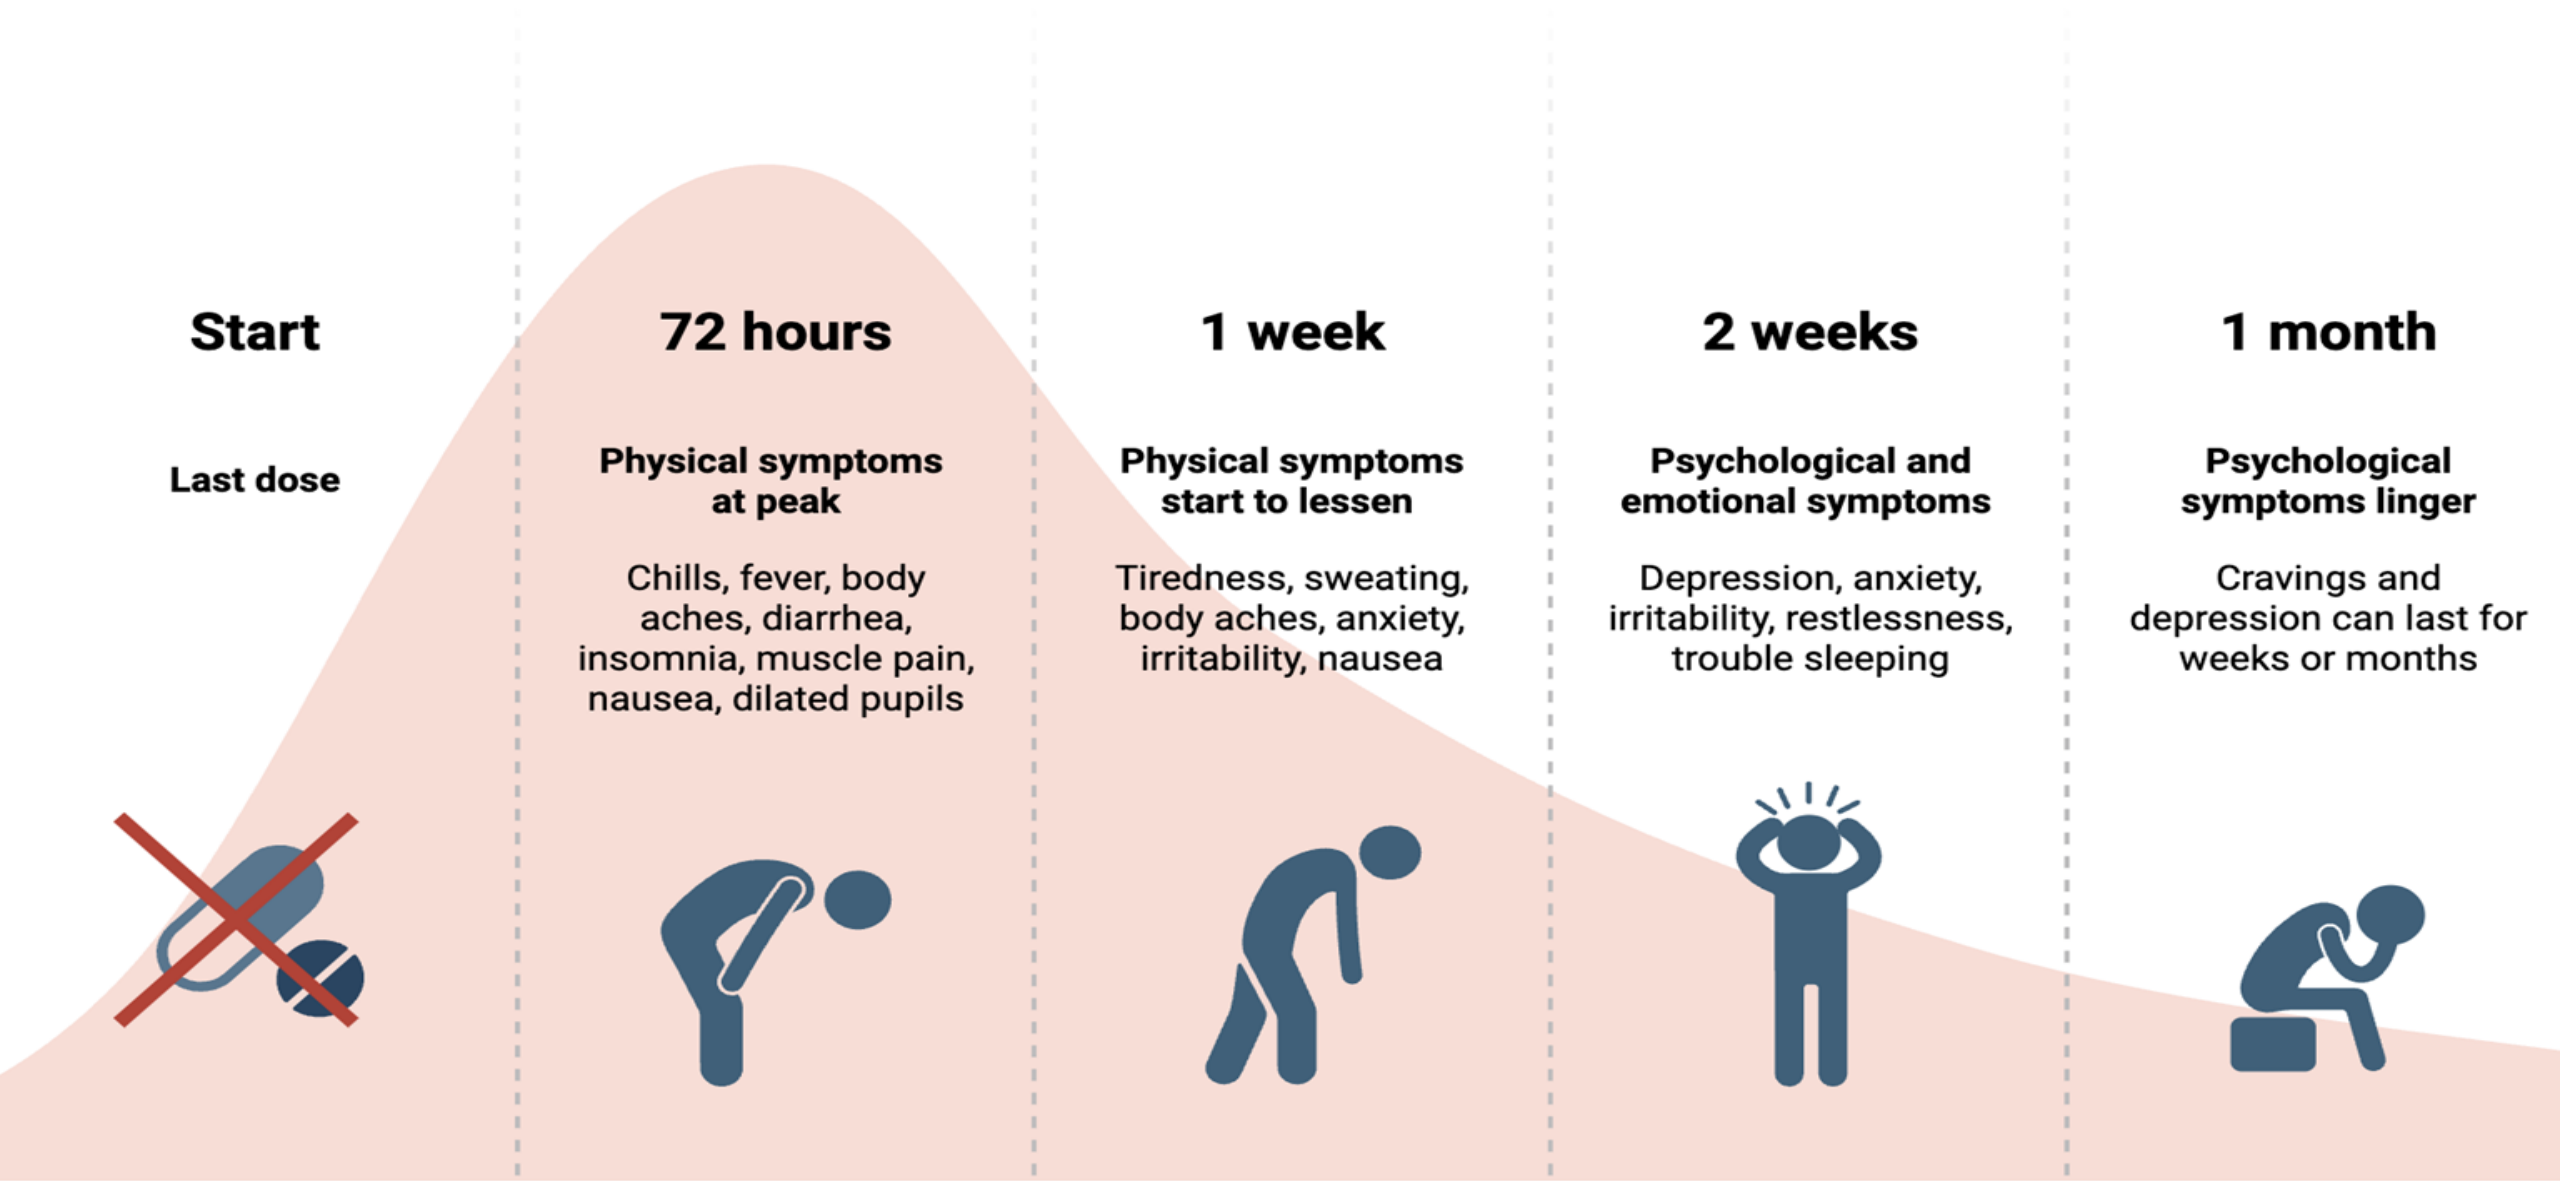 Start
Last dose
72 hours
Physical symptoms
at peak
Chills, fever, body
aches, diarrhea,
insomnia, muscle pain,
nausea, dilated pupils
1 week
Physical symptoms
start to lessen
Tiredness, sweating,
body aches, anxiety,
irritability, nausea
2 weeks
Psychological and
emotional symptoms
Depression, anxiety,
irritability, restlessness,
trouble sleeping
1 month
Psychological
symptoms linger
Cravings and
depression can last for
weeks or months